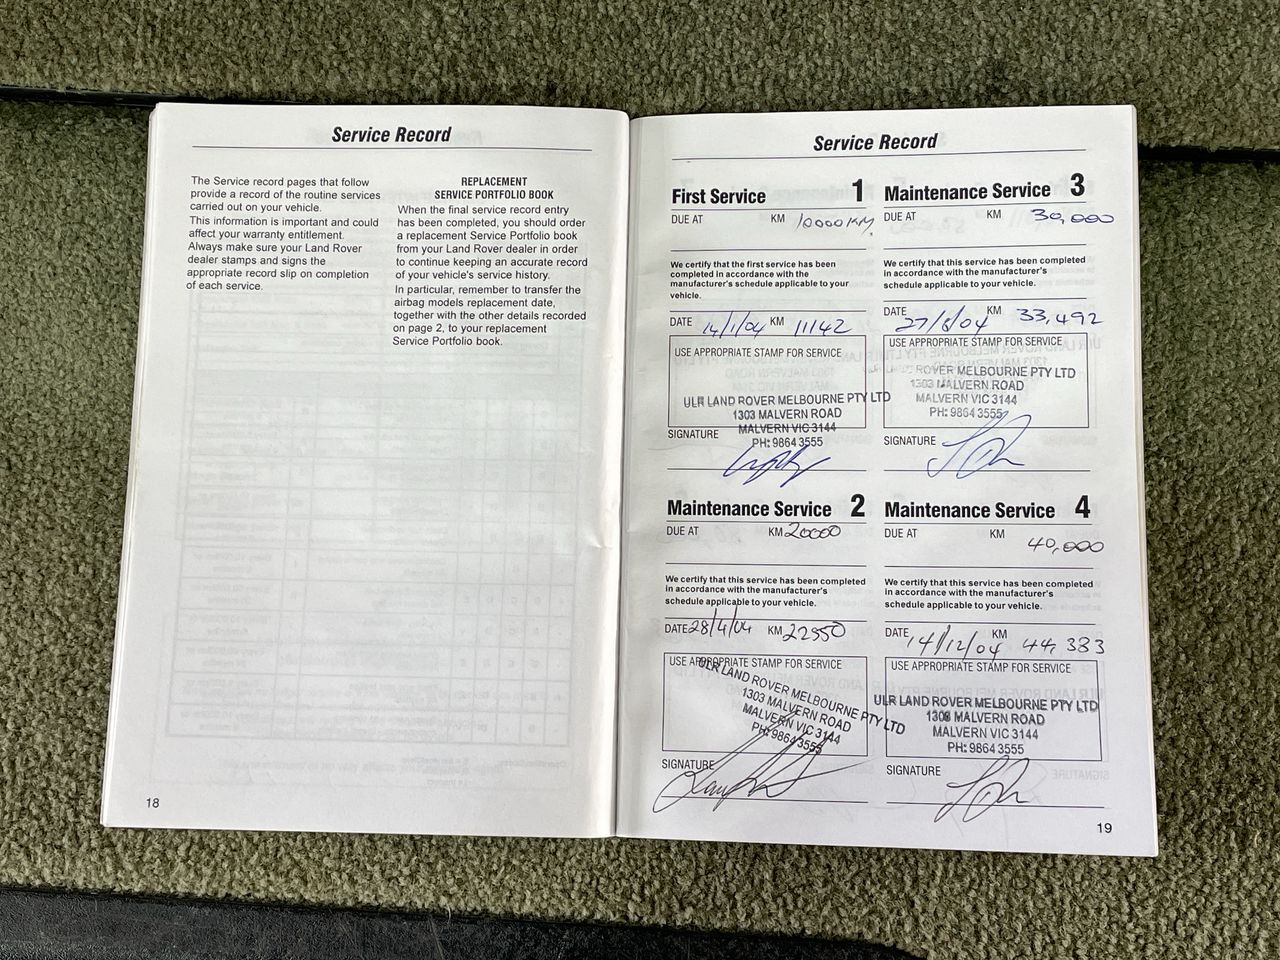 Service Record
The Service record pages that follow
provide a record of the routine services
carried out on your vehicle.
This information is important and could
affect your warranty entitlement.
Always make sure your Land Rover
dealer stamps and signs the
appropriate record slip on completion
of each service.
REPLACEMENT
SERVICE PORTFOLIO BOOK
When the final service record entry
has been completed, you should order
a replacement Service Portfolio book
from your Land Rover dealer in order
to continue keeping an accurate record
of your vehicle's service history.
In particular, remember to transfer the
airbag models replacement date,
together with the other details recorded
on page 2, to your replacement
Service Portfolio book.
18
Service Record
First Service 1
DUE AT KM 10000KM.
We certify that the first service has been
completed in accordance with the
manufacturer's schedule applicable to your
vehicle.
DATE 14/1/04 KM 11142
USE APPROPRIATE STAMP FOR SERVICE
ULR LAND ROVER MELBOURNE PTY LTD
1303 MALVERN ROAD
MALVERN VIC 3144
PH: 9864 3555
SIGNATURE
Maintenance Service 2
DUE AT KM 20000
We certify that this service has been completed
in accordance with the manufacturer's
schedule applicable to your vehicle.
DATE 28/4/04 KM 22550
USE APPROPRIATE STAMP FOR SERVICE
ULR LAND ROVER MELBOURNE PTY LTD
1303 MALVERN ROAD
MALVERN VIC 3144
PH: 9864 3555
SIGNATURE
Maintenance Service 3
DUE AT KM 30,000
We certify that this service has been completed
in accordance with the manufacturer's
schedule applicable to your vehicle.
DATE 27/8/04 KM 33,492
USE APPROPRIATE STAMP FOR SERVICE
ROVER MELBOURNE PTY LTD
1303 MALVERN ROAD
MALVERN VIC 3144
PH: 9864 3555
SIGNATURE
Maintenance Service 4
DUE AT KM
40,000
We certify that this service has been completed
in accordance with the manufacturer's
schedule applicable to your vehicle.
DATE 14/12/04 KM 44,383
USE APPROPRIATE STAMP FOR SERVICE
ULR LAND ROVER MELBOURNE PTY LTD
1303 MALVERN ROAD
MALVERN VIC 3144
PH: 9864 3555
SIGNATURE
19